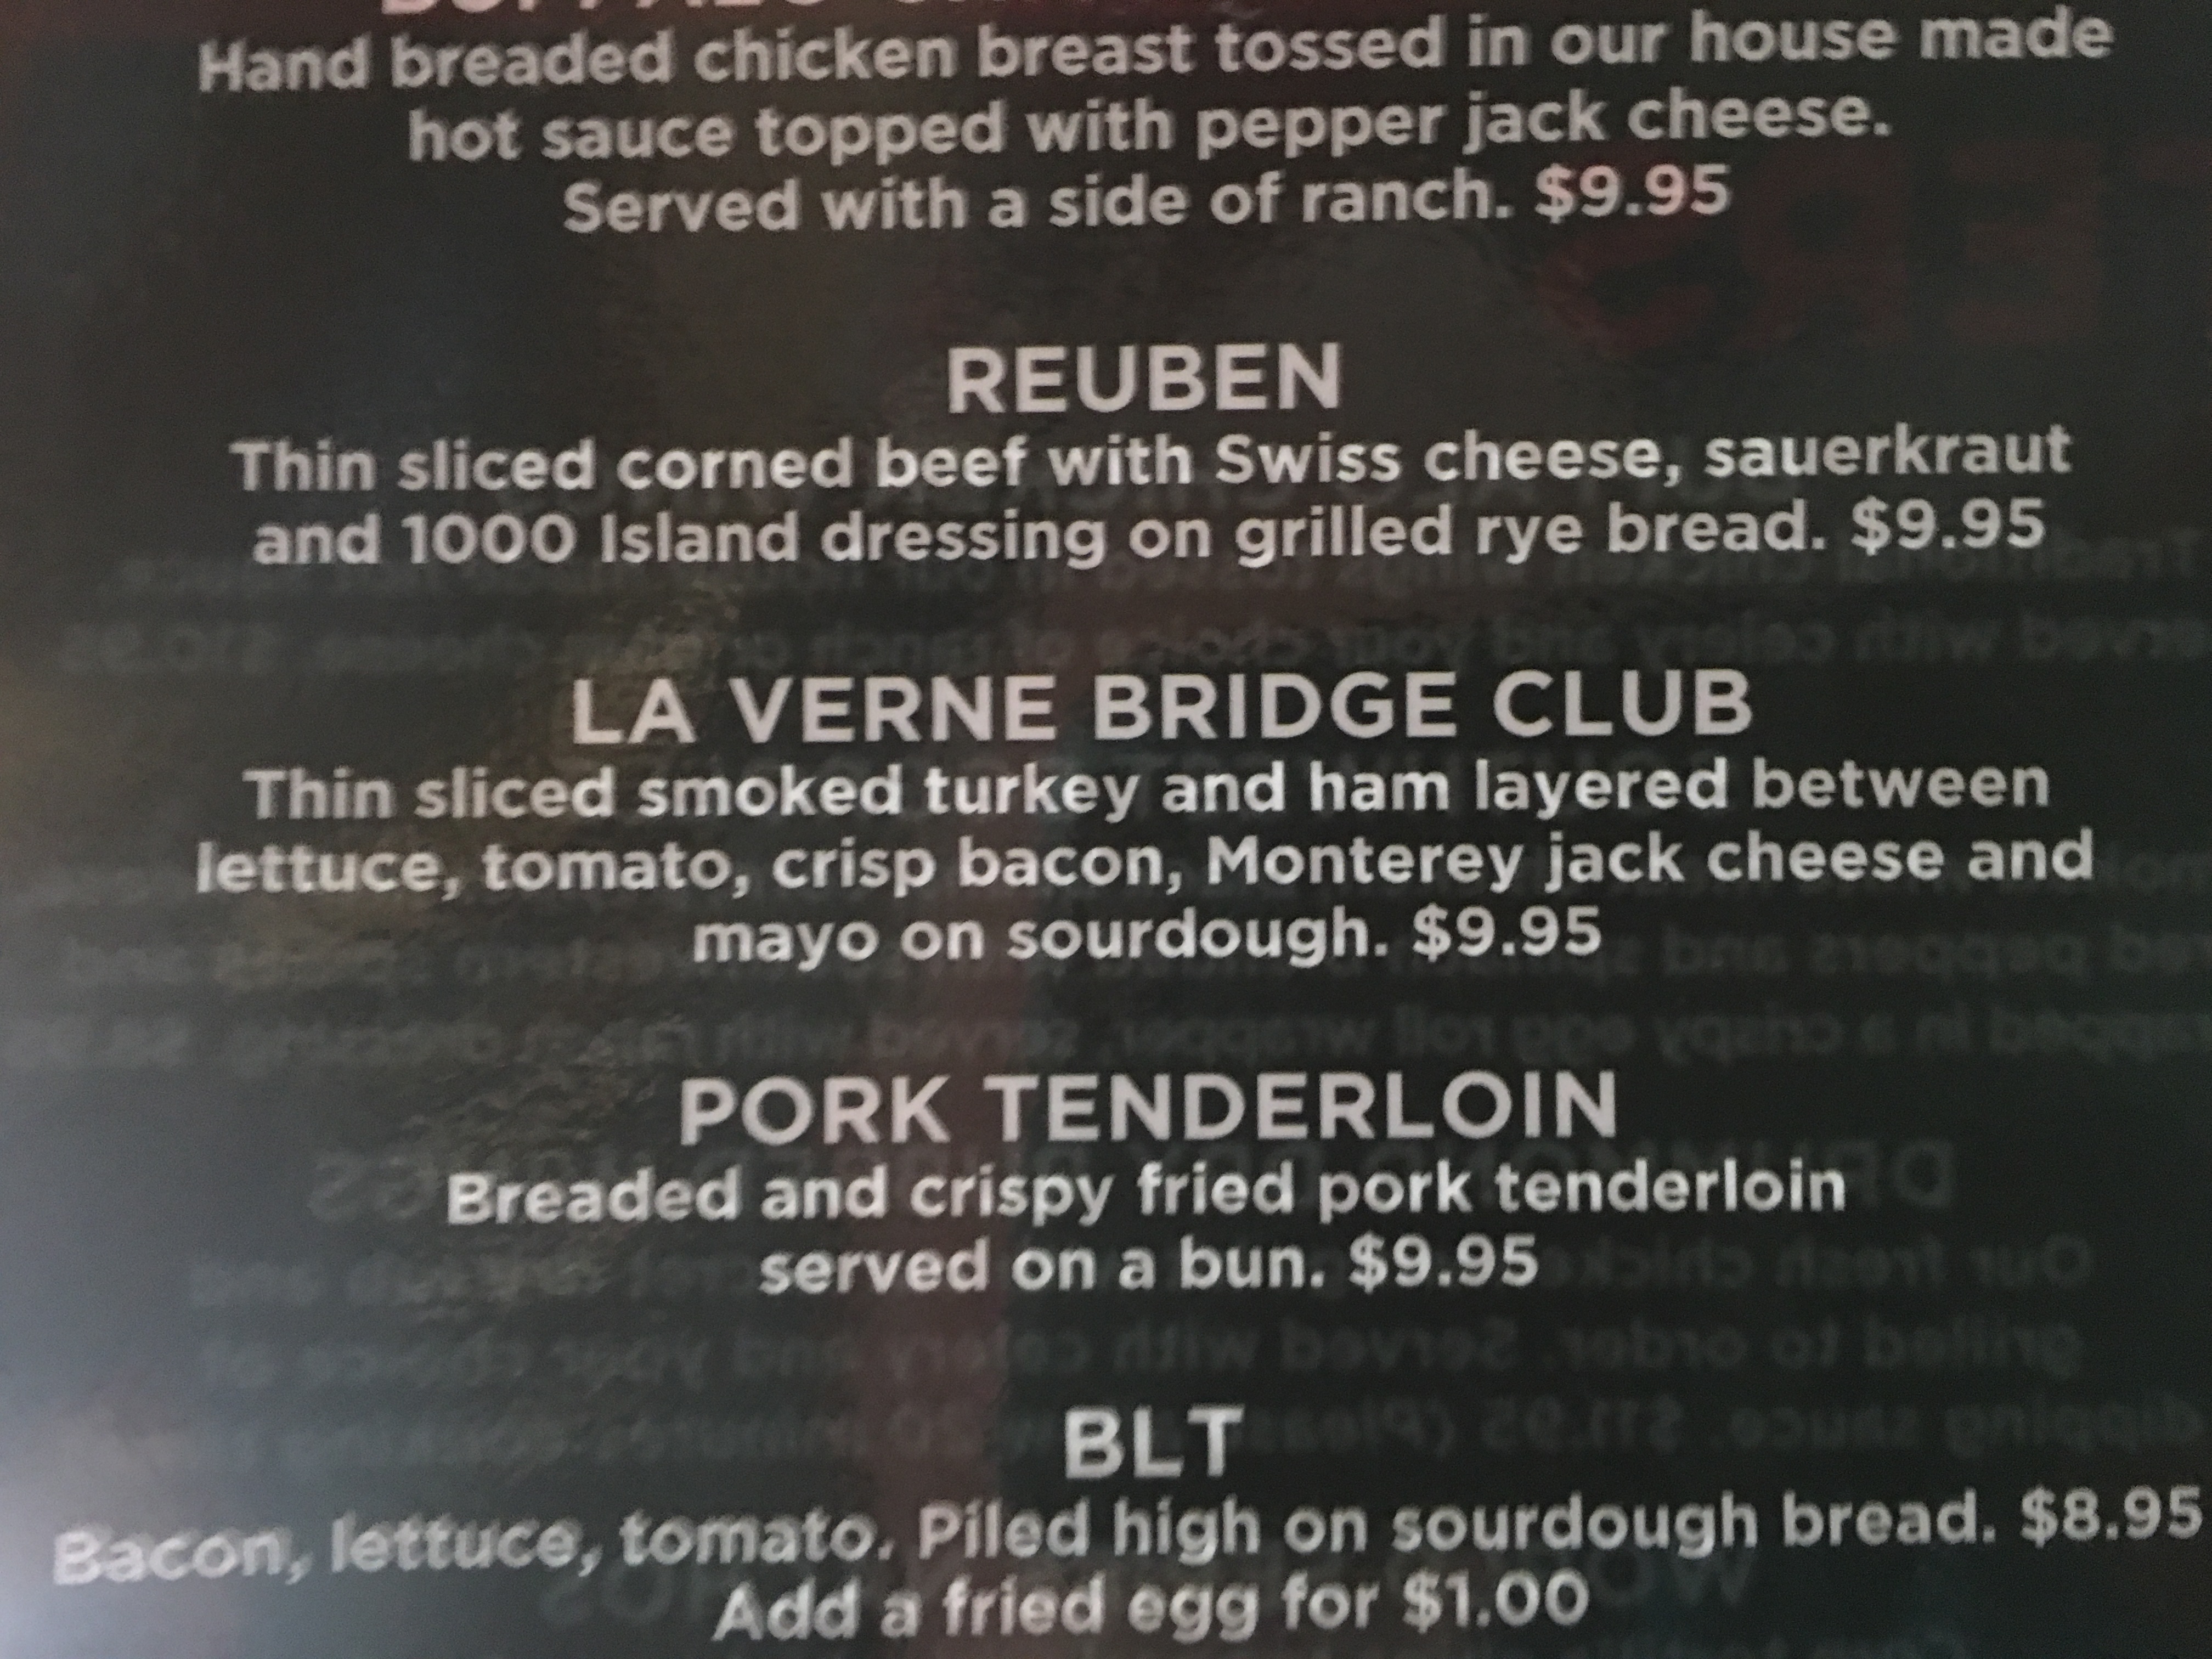 Hand breaded chicken breast tossed in our house made
hot sauce topped with pepper jack cheese.
Served with a side of ranch. $9.95
REUBEN
Thin sliced corned beef with Swiss cheese, sauerkraut
and 1000 Island dressing on grilled rye bread. $9.95
LA VERNE BRIDGE CLUB
Thin sliced smoked turkey and ham layered between
lettuce, tomato, crisp bacon, Monterey jack cheese and
mayo on sourdough. $9.95
PORK TENDERLOIN
Breaded and crispy fried pork tenderloin
served on a bun. $9.95
BLT
Bacon, lettuce, tomato. Piled high on sourdough bread. $8.95
Add a fried egg for $1.00